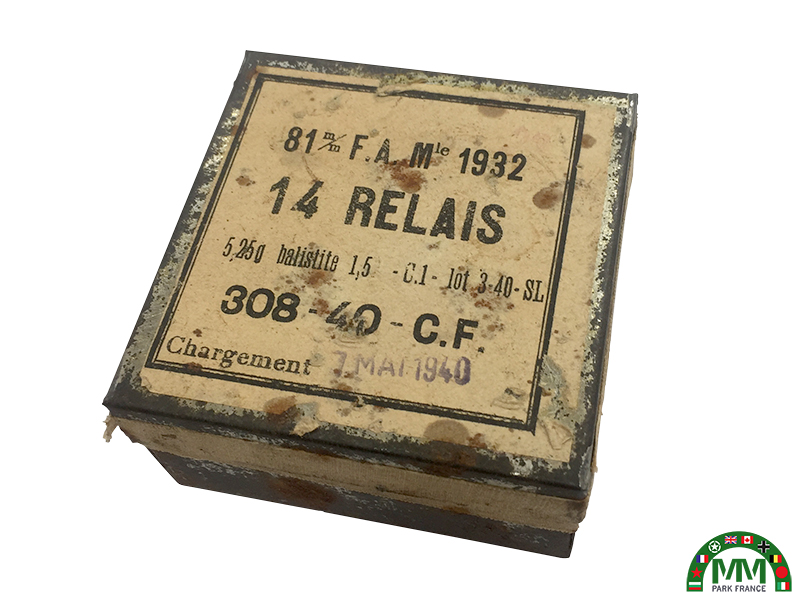 81 m/m F.A. Mle 1932
14 RELAIS
5,25g balistite 1,5 - C.1 - lot 3-40-SL
308-40-C.F.
Chargement 7 MAI 1940
MM
PARK FRANCE